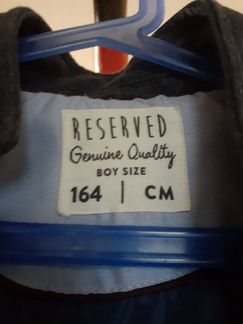 RESERVED
Genuine Quality
BOY SIZE
164 | CM